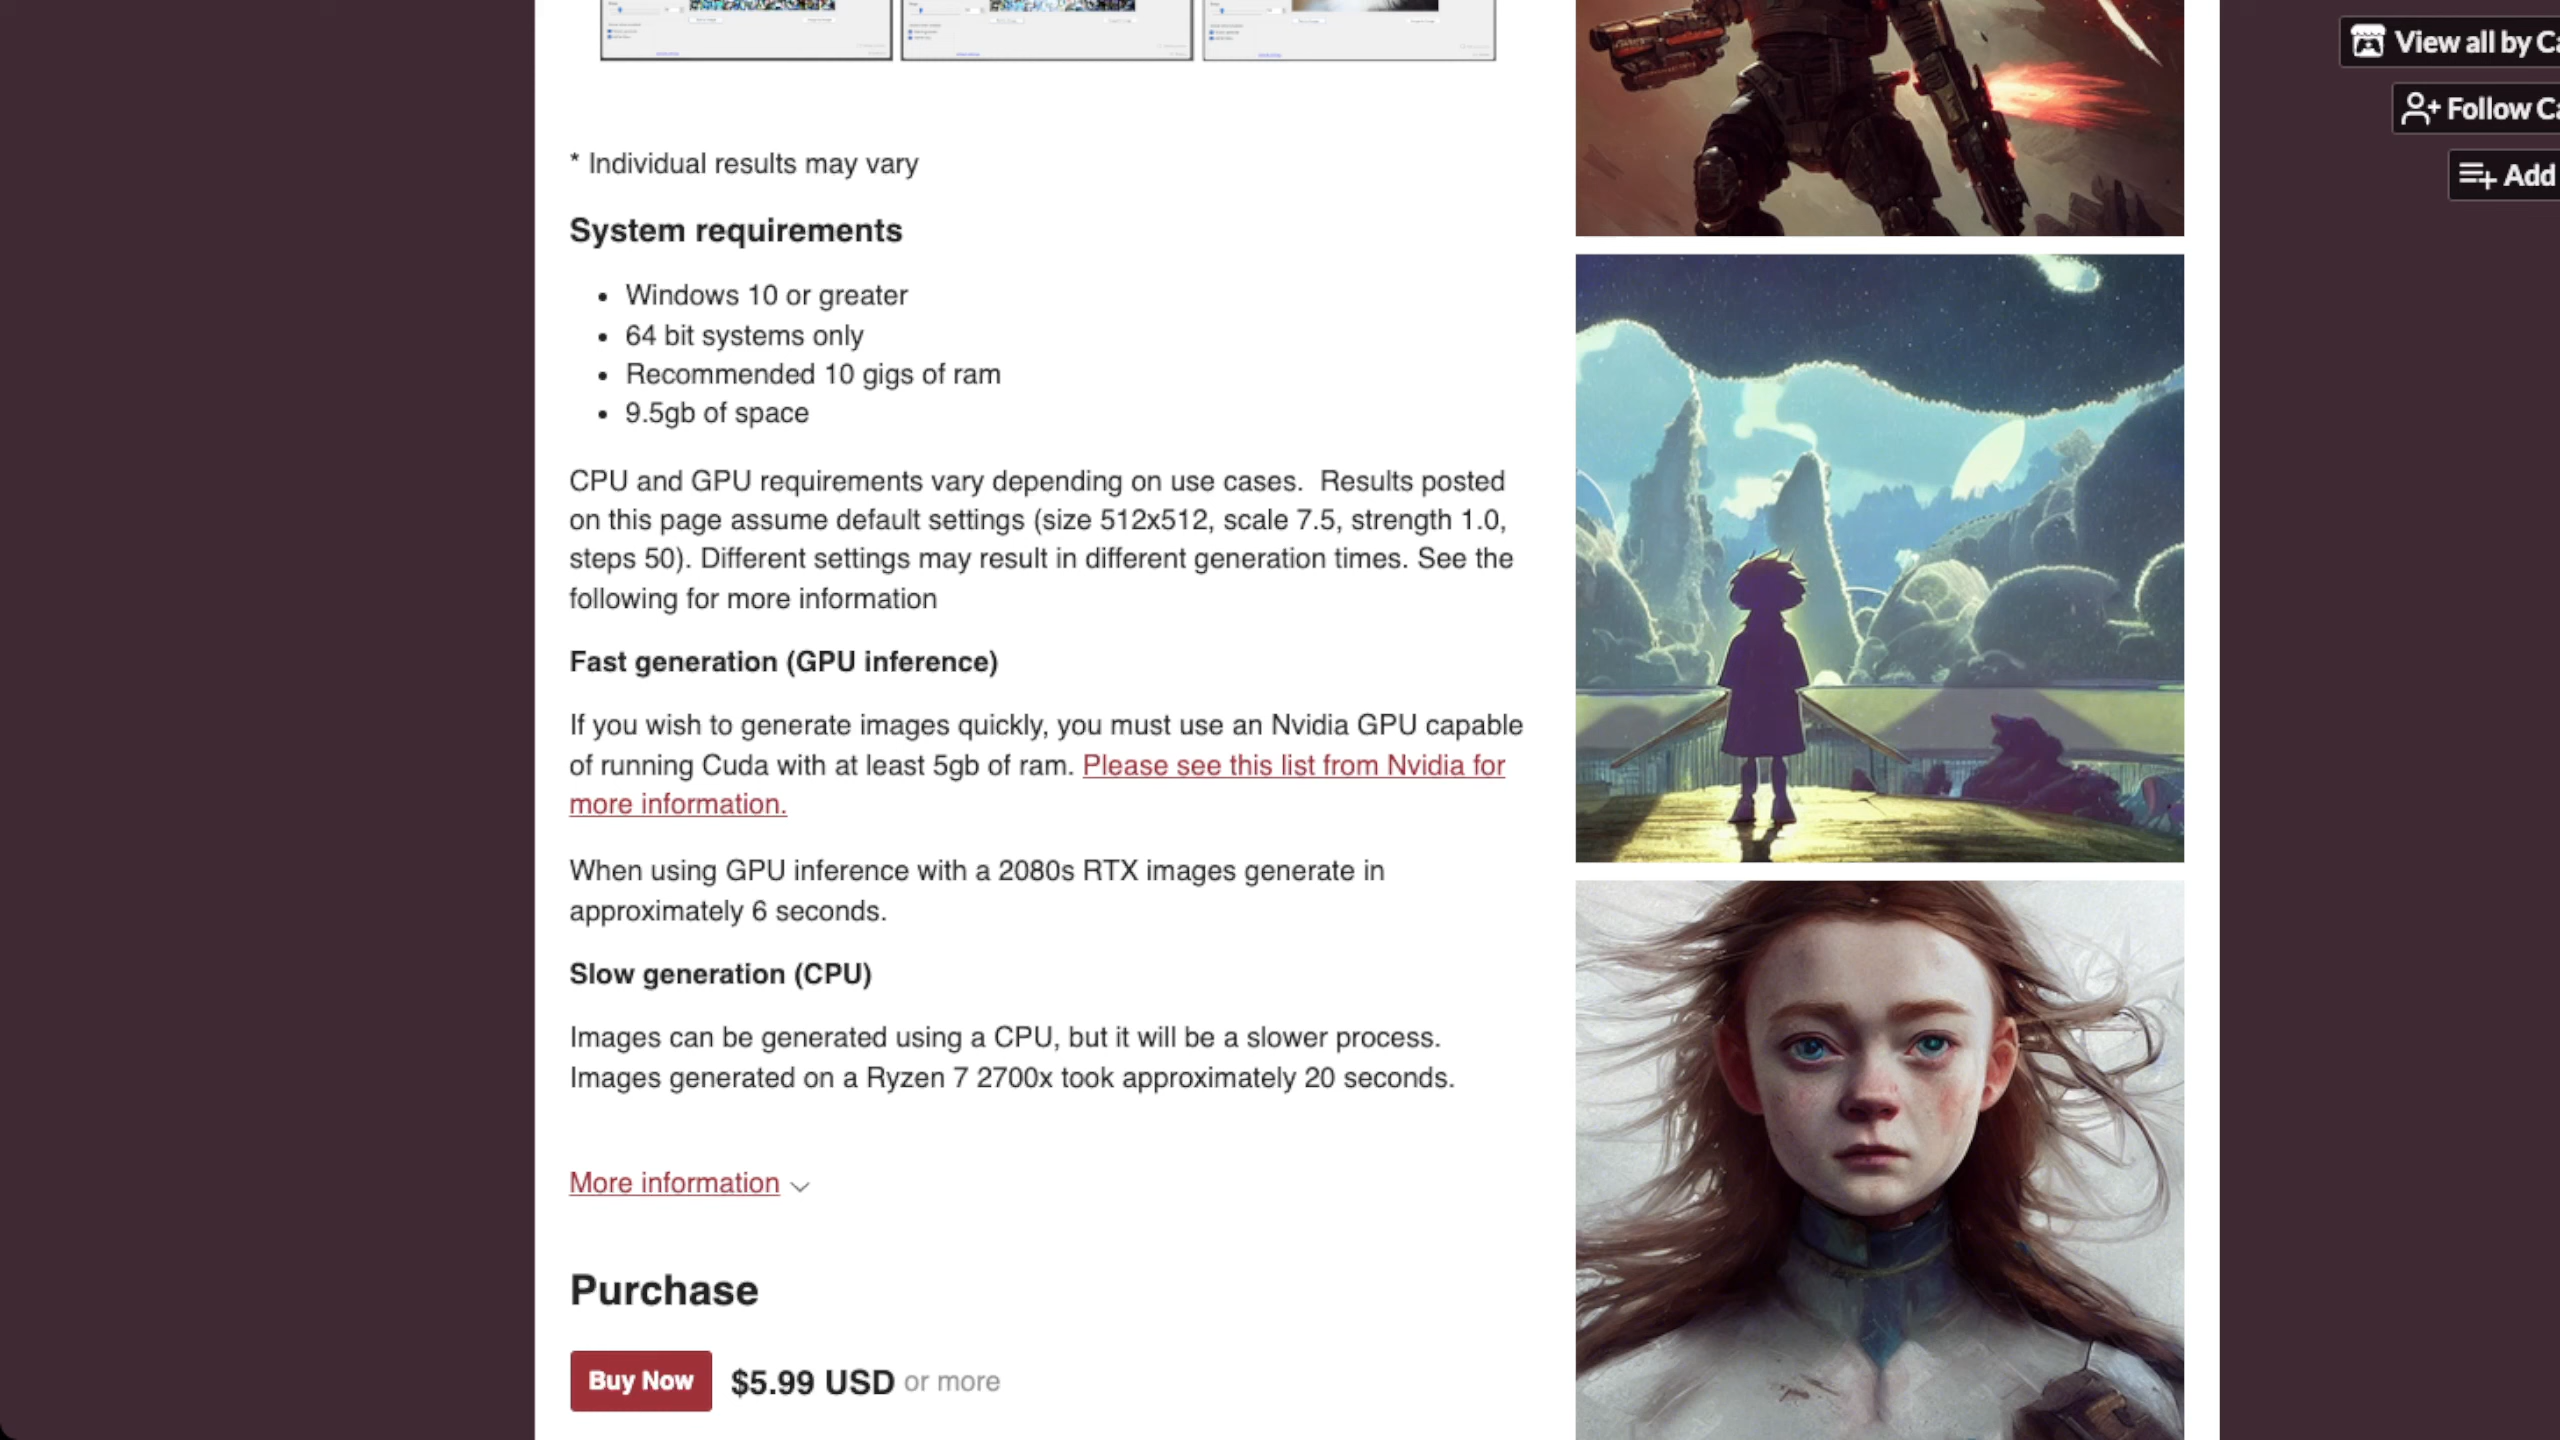 * Individual results may vary
System requirements
Windows 10 or greater
64 bit systems only
Recommended 10 gigs of ram
9.5gb of space
CPU and GPU requirements vary depending on use cases.  Results posted
on this page assume default settings (size 512x512, scale 7.5, strength 1.0,
steps 50). Different settings may result in different generation times. See the
following for more information
Fast generation (GPU inference)
If you wish to generate images quickly, you must use an Nvidia GPU capable
of running Cuda with at least 5gb of ram. Please see this list from Nvidia for
more information.
When using GPU inference with a 2080s RTX images generate in
approximately 6 seconds.
Slow generation (CPU)
Images can be generated using a CPU, but it will be a slower process.
Images generated on a Ryzen 7 2700x took approximately 20 seconds.
More information
Purchase
Buy Now $5.99 USD or more
View all by Ca
Follow Ca
Add